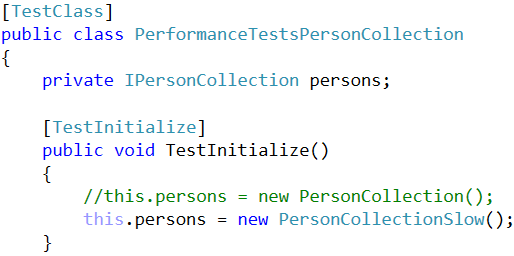 [TestClass]
public class PerformanceTestsPersonCollection
{
    private IPersonCollection persons;

    [TestInitialize]
    public void TestInitialize()
    {
        //this.persons = new PersonCollection();
        this.persons = new PersonCollectionSlow();
    }